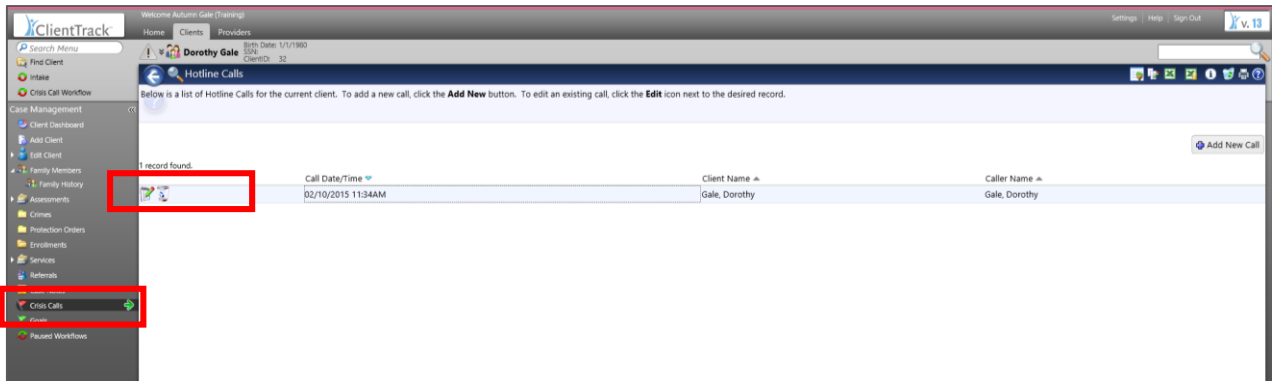 ClientTrack
Welcome Autumn Gale (Training)
Settings | Help | Sign Out
v. 13
Home Clients Providers
Search Menu
Dorothy Gale
Birth Date: 1/1/1980
SSN:
ClientID: 32
Find Client
Intake
Crisis Call Workflow
Case Management
Client Dashboard
Add Client
Edit Client
Family Members
Family History
Assessments
Crimes
Protection Orders
Enrollments
Services
Referrals
Case Notes
Crisis Calls
Goals
Paused Workflows
Hotline Calls
Below is a list of Hotline Calls for the current client. To add a new call, click the Add New button. To edit an existing call, click the Edit icon next to the desired record.
Add New Call
1 record found.
Call Date/Time Client Name Caller Name
02/10/2015 11:34AM Gale, Dorothy Gale, Dorothy